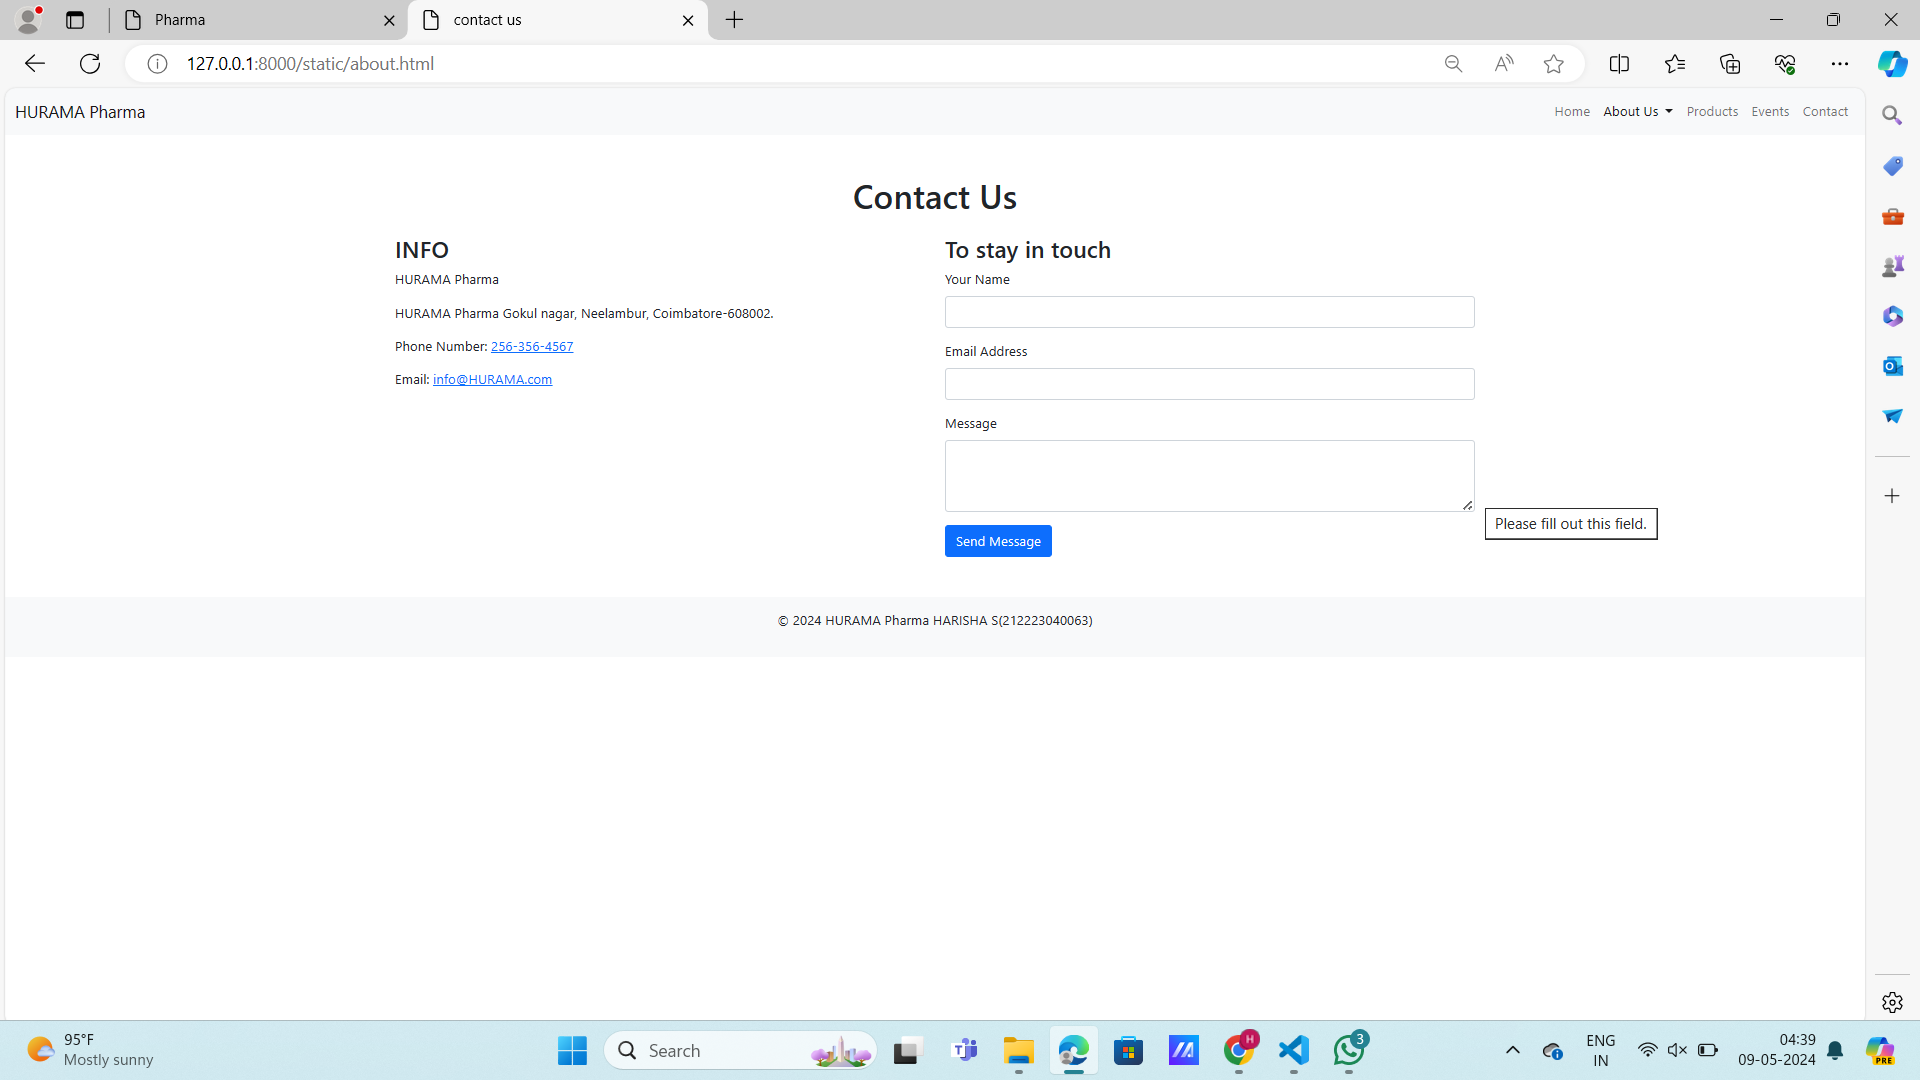 Pharma
contact us
127.0.0.1:8000/static/about.html
HURAMA Pharma
Home About Us Products Events Contact
Contact Us
INFO
HURAMA Pharma
HURAMA Pharma Gokul nagar, Neelambur, Coimbatore-608002.
Phone Number: 256-356-4567
Email: info@HURAMA.com
To stay in touch
Your Name
Email Address
Message
Please fill out this field.
Send Message
© 2024 HURAMA Pharma HARISHA S(212223040063)
95°F
Mostly sunny
Search
H
3
ENG
IN
04:39
09-05-2024
PRE